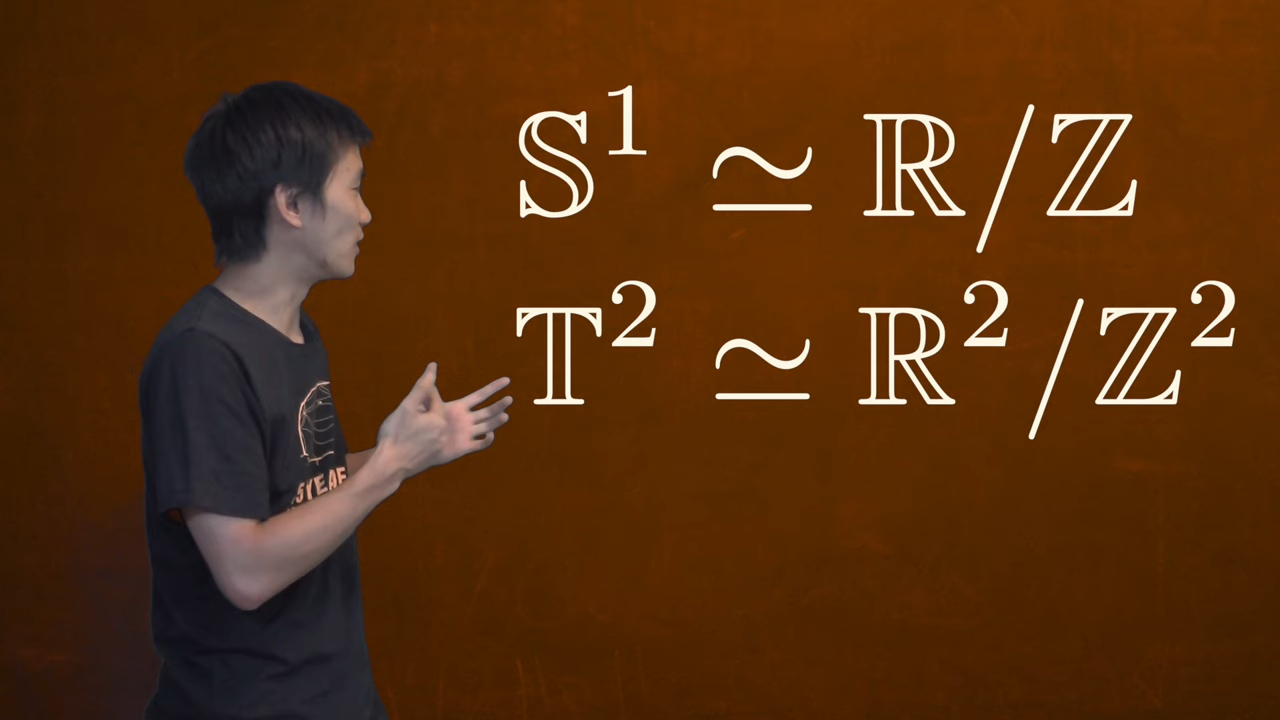 𝕊¹ ≃ ℝ/ℤ
𝕋² ≃ ℝ²/ℤ²